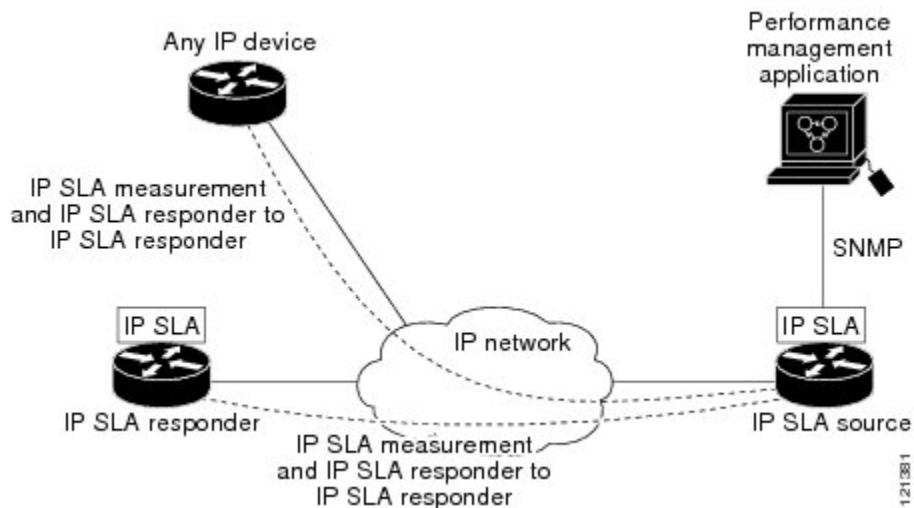 Any IP device
Performance
management
application
IP SLA measurement
and IP SLA responder to
IP SLA responder
SNMP
IP SLA
IP network
IP SLA
IP SLA responder
IP SLA source
IP SLA measurement
and IP SLA responder to
IP SLA responder
121381